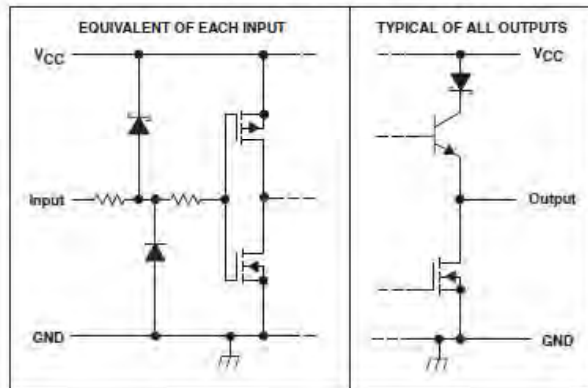 EQUIVALENT OF EACH INPUT
VCC
Input
GND
TYPICAL OF ALL OUTPUTS
VCC
Output
GND